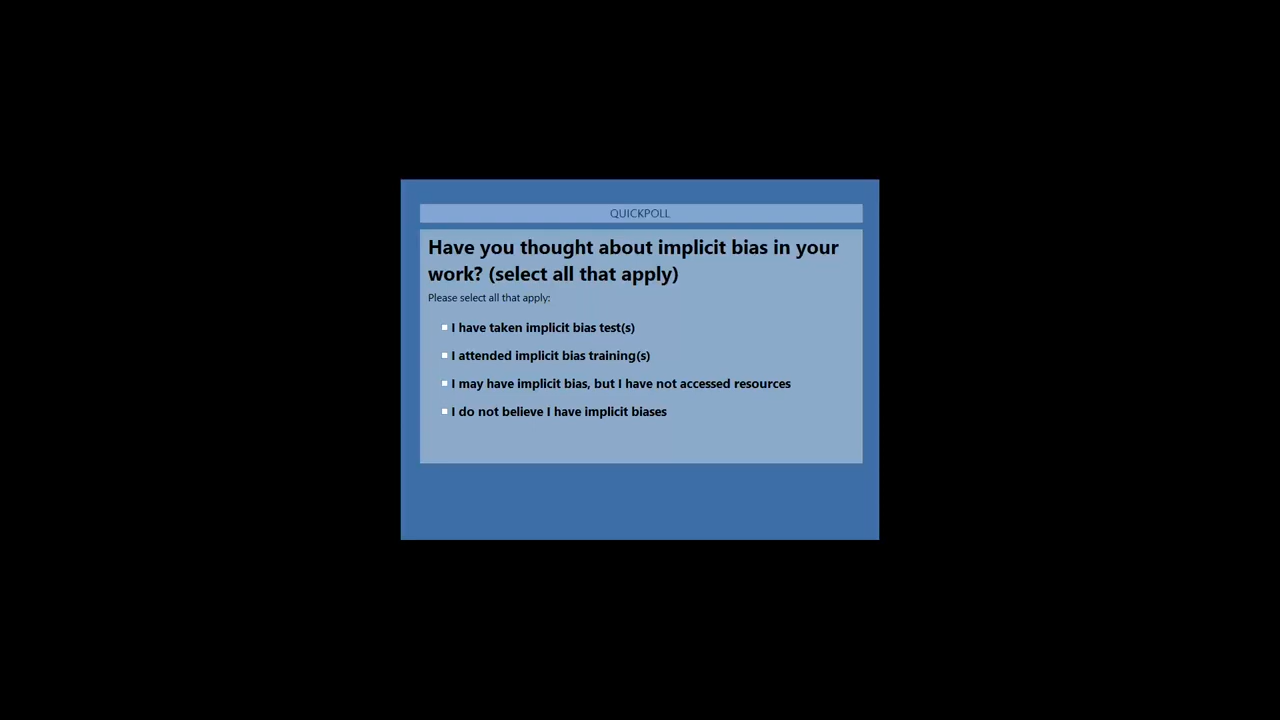 QUICKPOLL
Have you thought about implicit bias in your
work? (select all that apply)
Please select all that apply:
I have taken implicit bias test(s)
I attended implicit bias training(s)
I may have implicit bias, but I have not accessed resources
I do not believe I have implicit biases